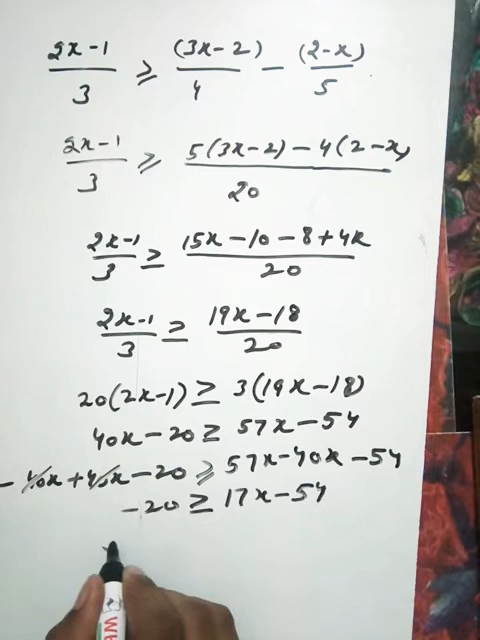 (2x-1)/3 ≥ (3x-2)/4 - (2-x)/5
(2x-1)/3 ≥ (5(3x-2)-4(2-x))/20
(2x-1)/3 ≥ (15x-10-8+4x)/20
(2x-1)/3 ≥ (19x-18)/20
20(2x-1) ≥ 3(19x-18)
40x-20 ≥ 57x-54
-40x+40x-20 ≥ 57x-40x-54
-20 ≥ 17x-54